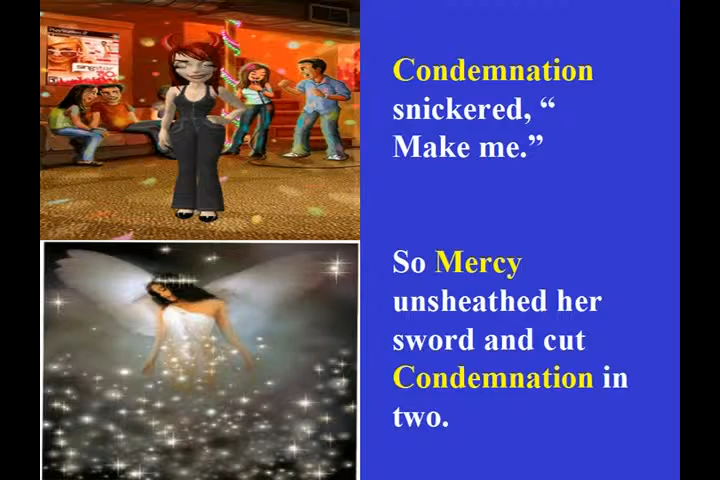 Condemnation
snickered, “
Make me.”
So Mercy
unsheathed her
sword and cut
Condemnation in
two.